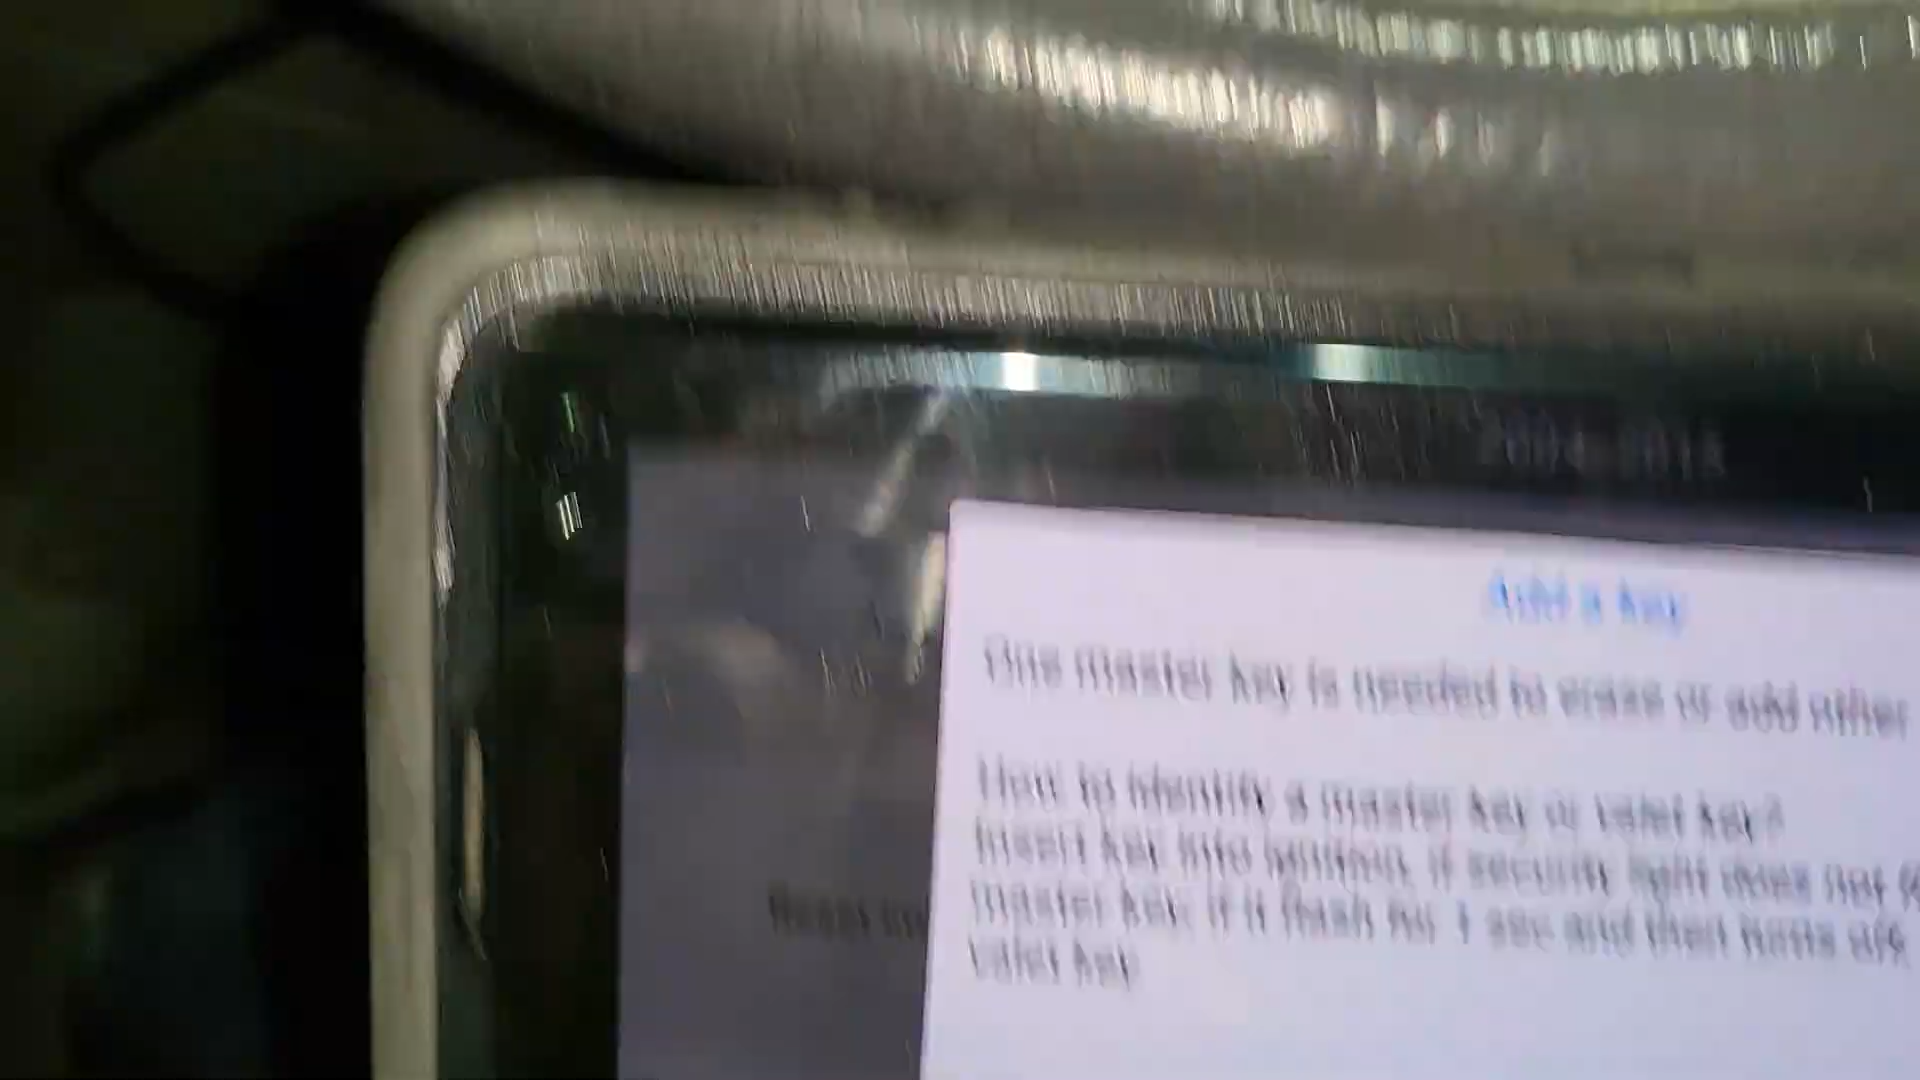 Add a key
One master key is needed to erase or add other
How to identify a master key or valet key?
Insert key into ignition, if security light does not
master key, if it flash for 1 sec and then turns off,
valet key